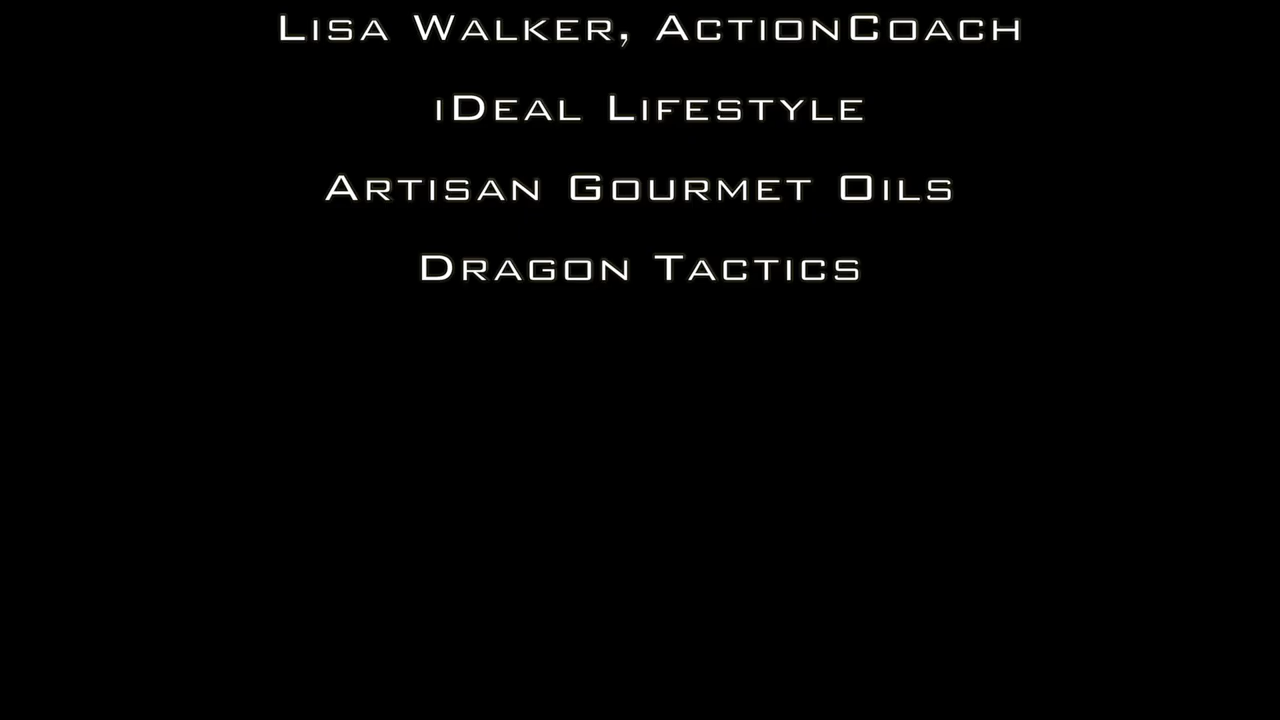 Lisa Walker, ActionCoach
iDeal Lifestyle
Artisan Gourmet Oils
Dragon Tactics